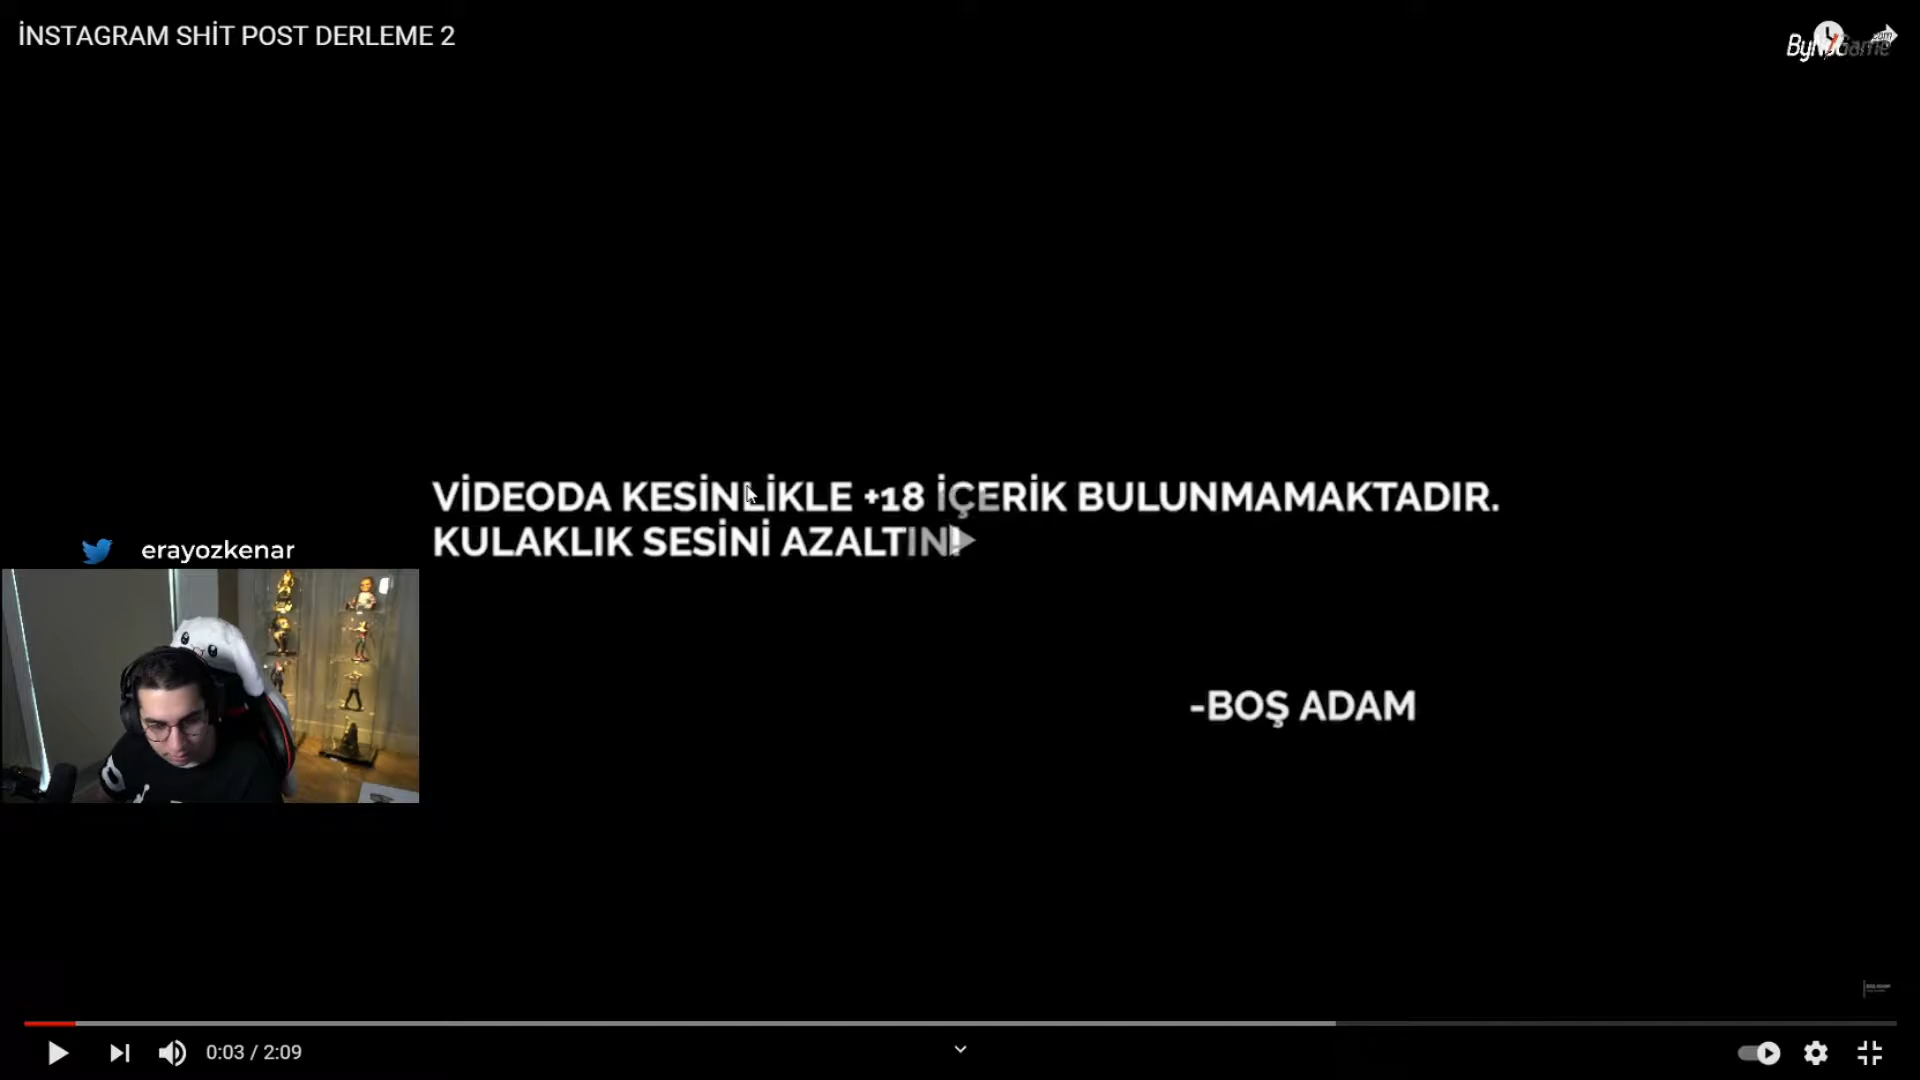 İNSTAGRAM SHİT POST DERLEME 2
VİDEODA KESİNLİKLE +18 İÇERİK BULUNMAMAKTADIR.
KULAKLIK SESİNİ AZALTIN!
-BOŞ ADAM
erayozkenar
0:03 / 2:09